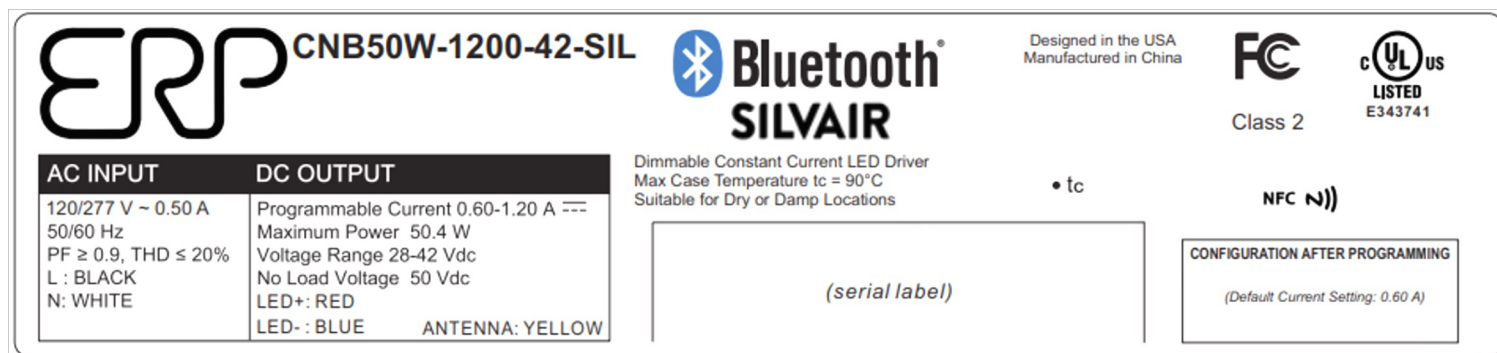 ERP CNB50W-1200-42-SIL
Bluetooth®
SILVAIR
Designed in the USA
Manufactured in China
FC
Class 2
c UL US
LISTED
E343741
AC INPUT
120/277 V ~ 0.50 A
50/60 Hz
PF ≥ 0.9, THD ≤ 20%
L : BLACK
N: WHITE
DC OUTPUT
Programmable Current 0.60-1.20 A ⎓
Maximum Power 50.4 W
Voltage Range 28-42 Vdc
No Load Voltage 50 Vdc
LED+: RED
LED- : BLUE ANTENNA: YELLOW
Dimmable Constant Current LED Driver
Max Case Temperature tc = 90°C
Suitable for Dry or Damp Locations
• tc
NFC N
(serial label)
CONFIGURATION AFTER PROGRAMMING
(Default Current Setting: 0.60 A)